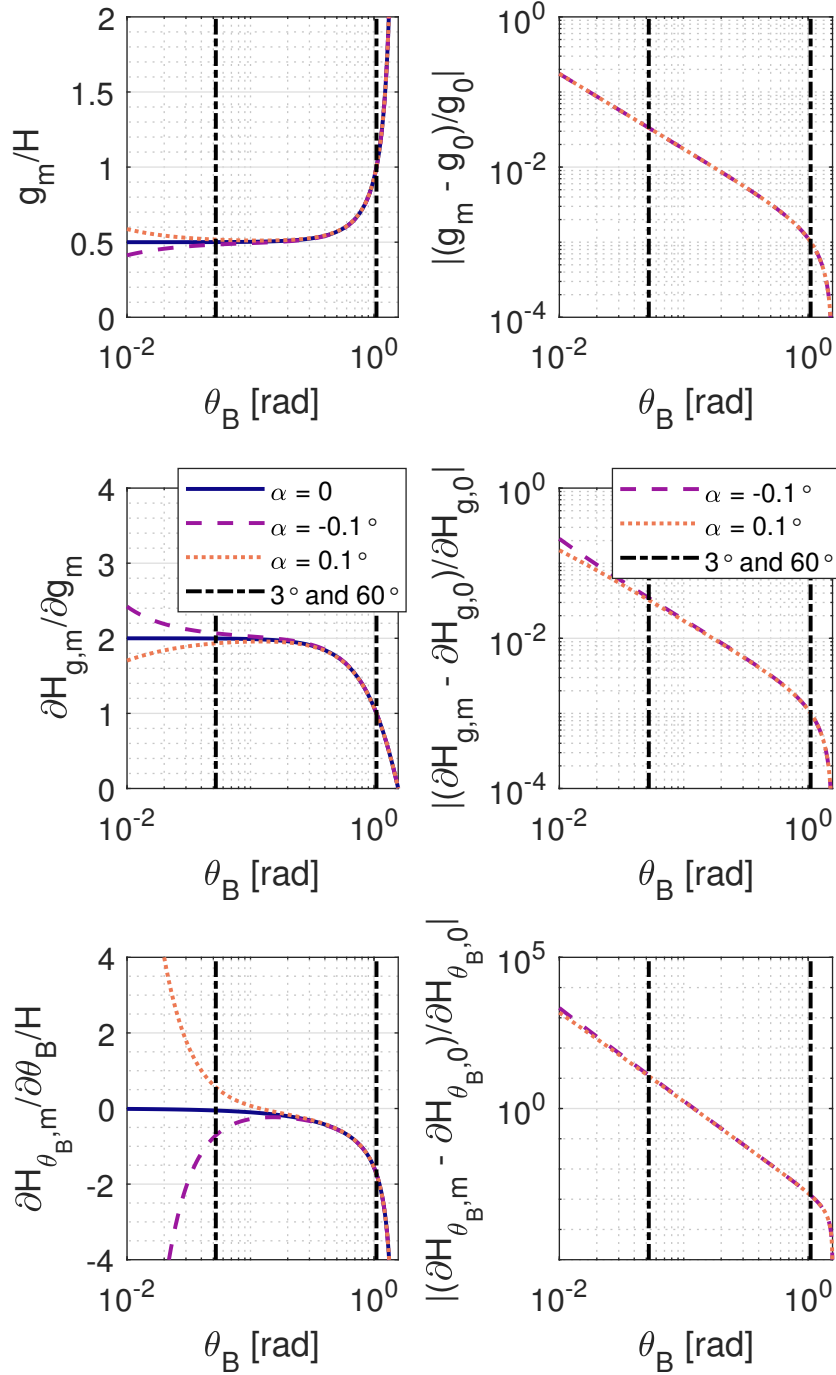 2
1.5
1
0.5
0
10^-2
10^0
g_m/H
θ_B [rad]
10^0
10^-2
10^-4
10^-2
10^0
|(g_m - g_0)/g_0|
θ_B [rad]
4
3
2
1
0
10^-2
10^0
∂H_g,m/∂g_m
θ_B [rad]
α = 0
α = -0.1°
α = 0.1°
3° and 60°
10^0
10^-2
10^-4
10^-2
10^0
|(∂H_g,m - ∂H_g,0)/∂H_g,0|
θ_B [rad]
α = -0.1°
α = 0.1°
3° and 60°
4
2
0
-2
-4
10^-2
10^0
∂H_θ_B,m/∂θ_B/H
θ_B [rad]
10^5
10^0
10^-2
10^0
|(∂H_θ_B,m - ∂H_θ_B,0)/∂H_θ_B,0|
θ_B [rad]